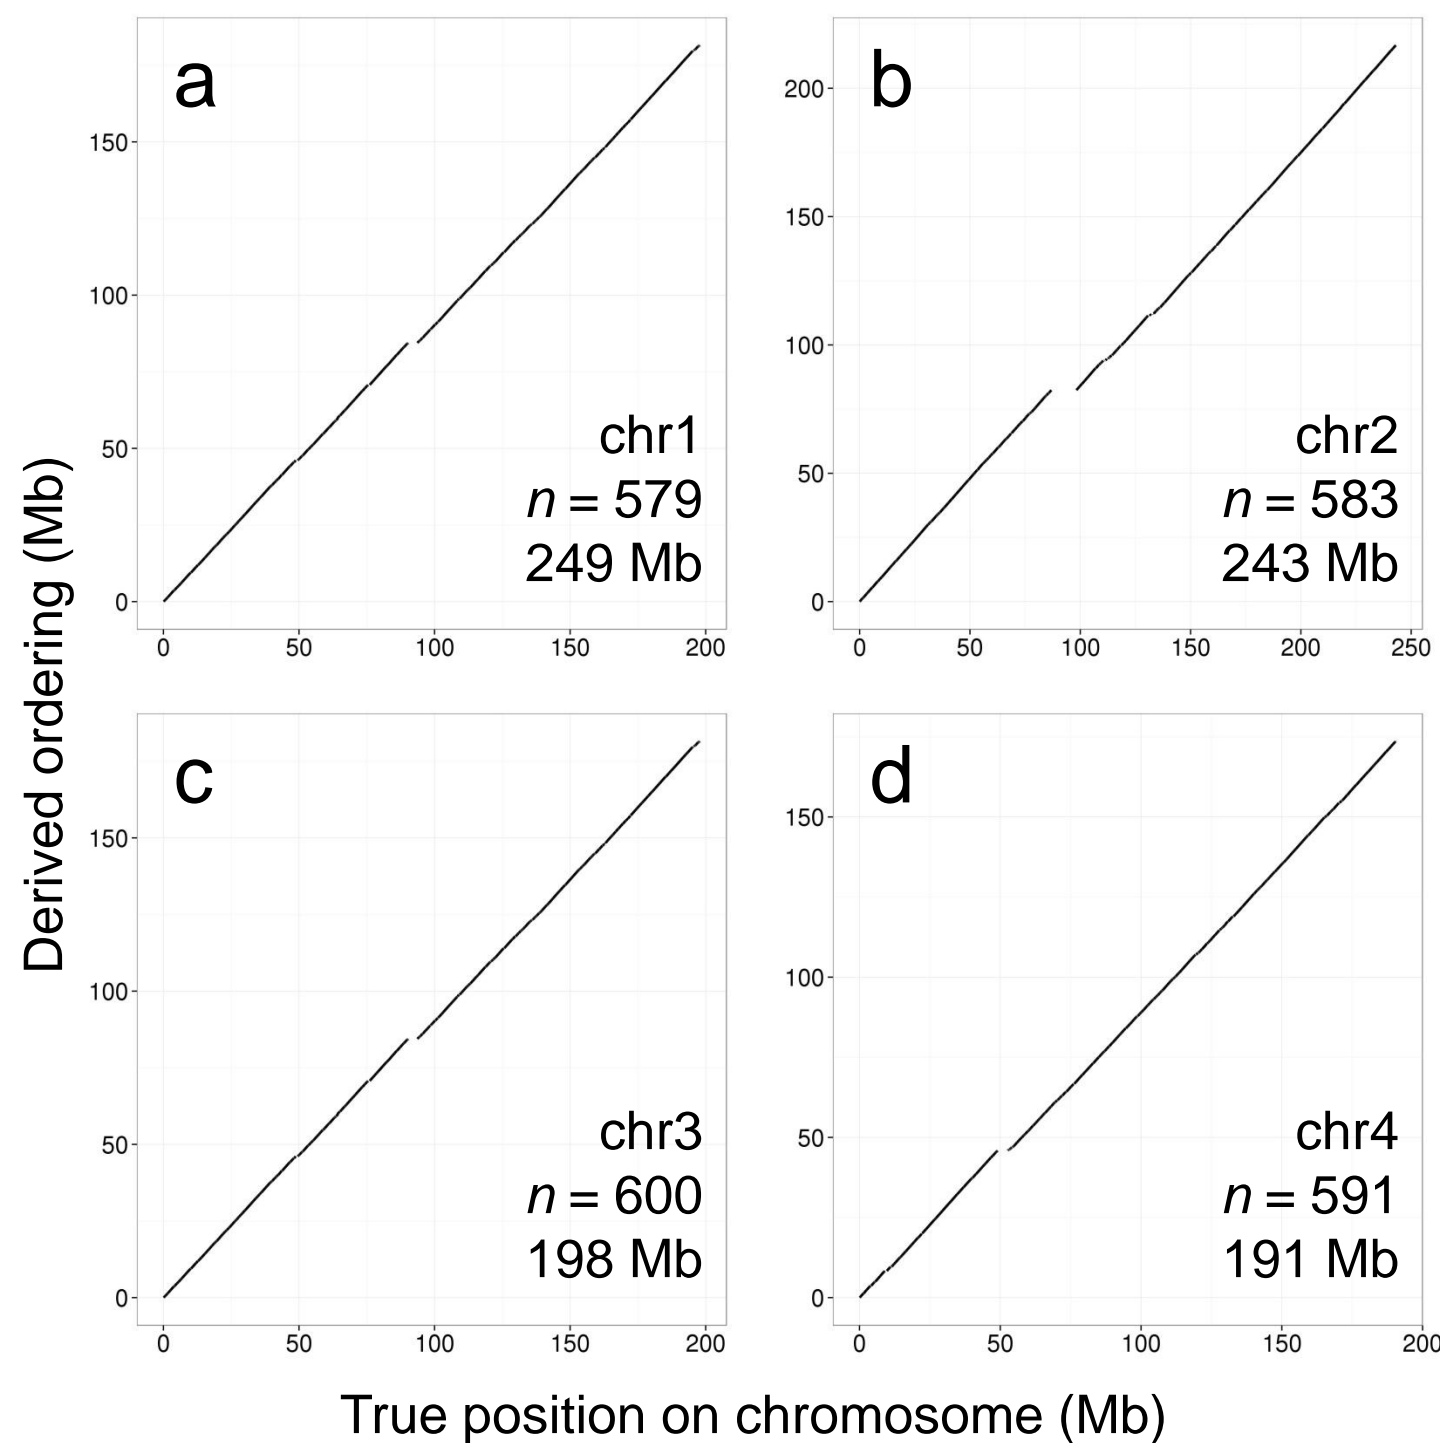 Derived ordering (Mb)
a
150
100
50
0
chr1
n = 579
249 Mb
0 50 100 150 200
b
200
150
100
50
0
chr2
n = 583
243 Mb
0 50 100 150 200 250
c
150
100
50
0
chr3
n = 600
198 Mb
0 50 100 150 200
d
150
100
50
0
chr4
n = 591
191 Mb
0 50 100 150 200
True position on chromosome (Mb)